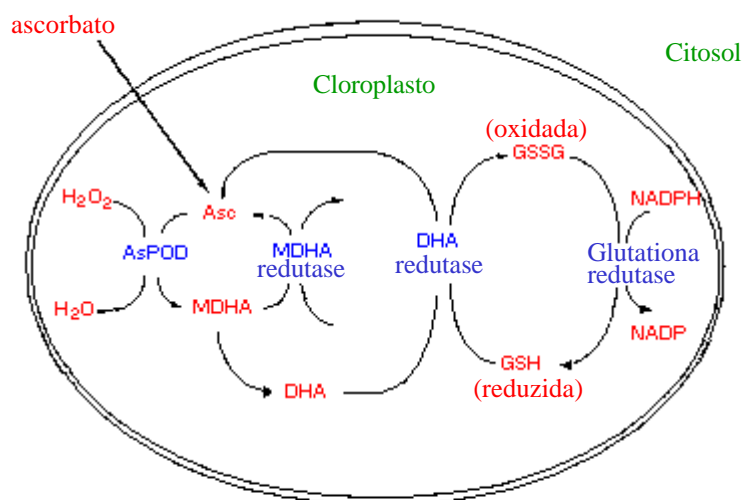 ascorbato
Citosol
Cloroplasto
(oxidada)
GSSG
H₂O₂
Asc
NADPH
AsPOD
MDHA
redutase
DHA
redutase
Glutationa
redutase
H₂O
MDHA
NADP
GSH
(reduzida)
DHA